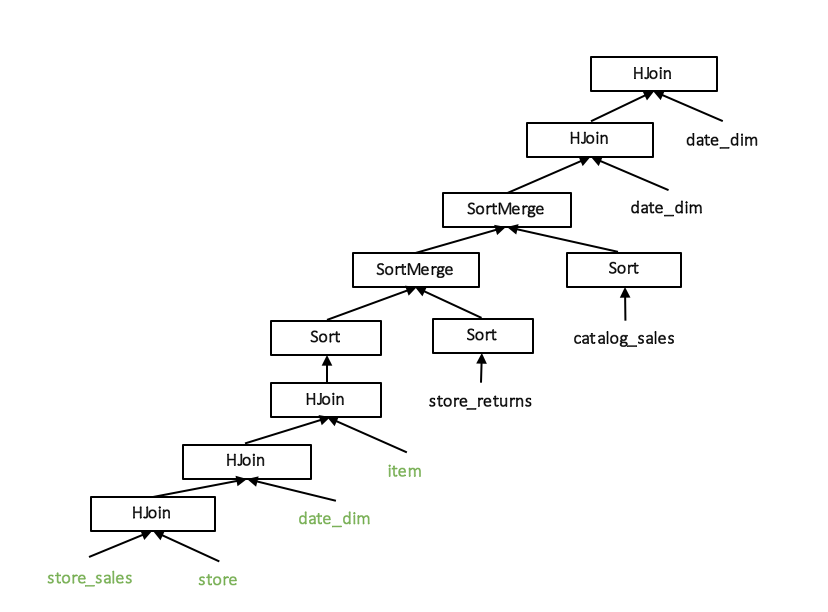 HJoin
HJoin
date_dim
SortMerge
date_dim
SortMerge
Sort
Sort
Sort
catalog_sales
HJoin
store_returns
HJoin
item
HJoin
date_dim
store_sales
store